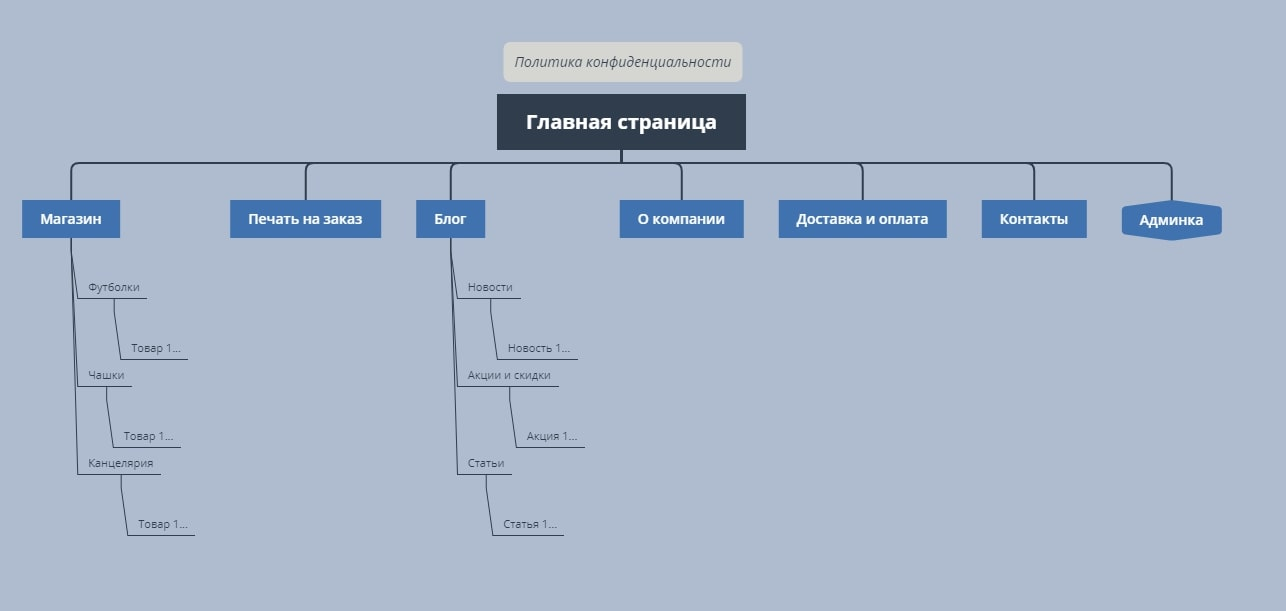 Политика конфиденциальности
Главная страница
Магазин
Печать на заказ
Блог
О компании
Доставка и оплата
Контакты
Админка
Футболки
Товар 1...
Чашки
Товар 1...
Канцелярия
Товар 1...
Новости
Новость 1...
Акции и скидки
Акция 1...
Статьи
Статья 1...